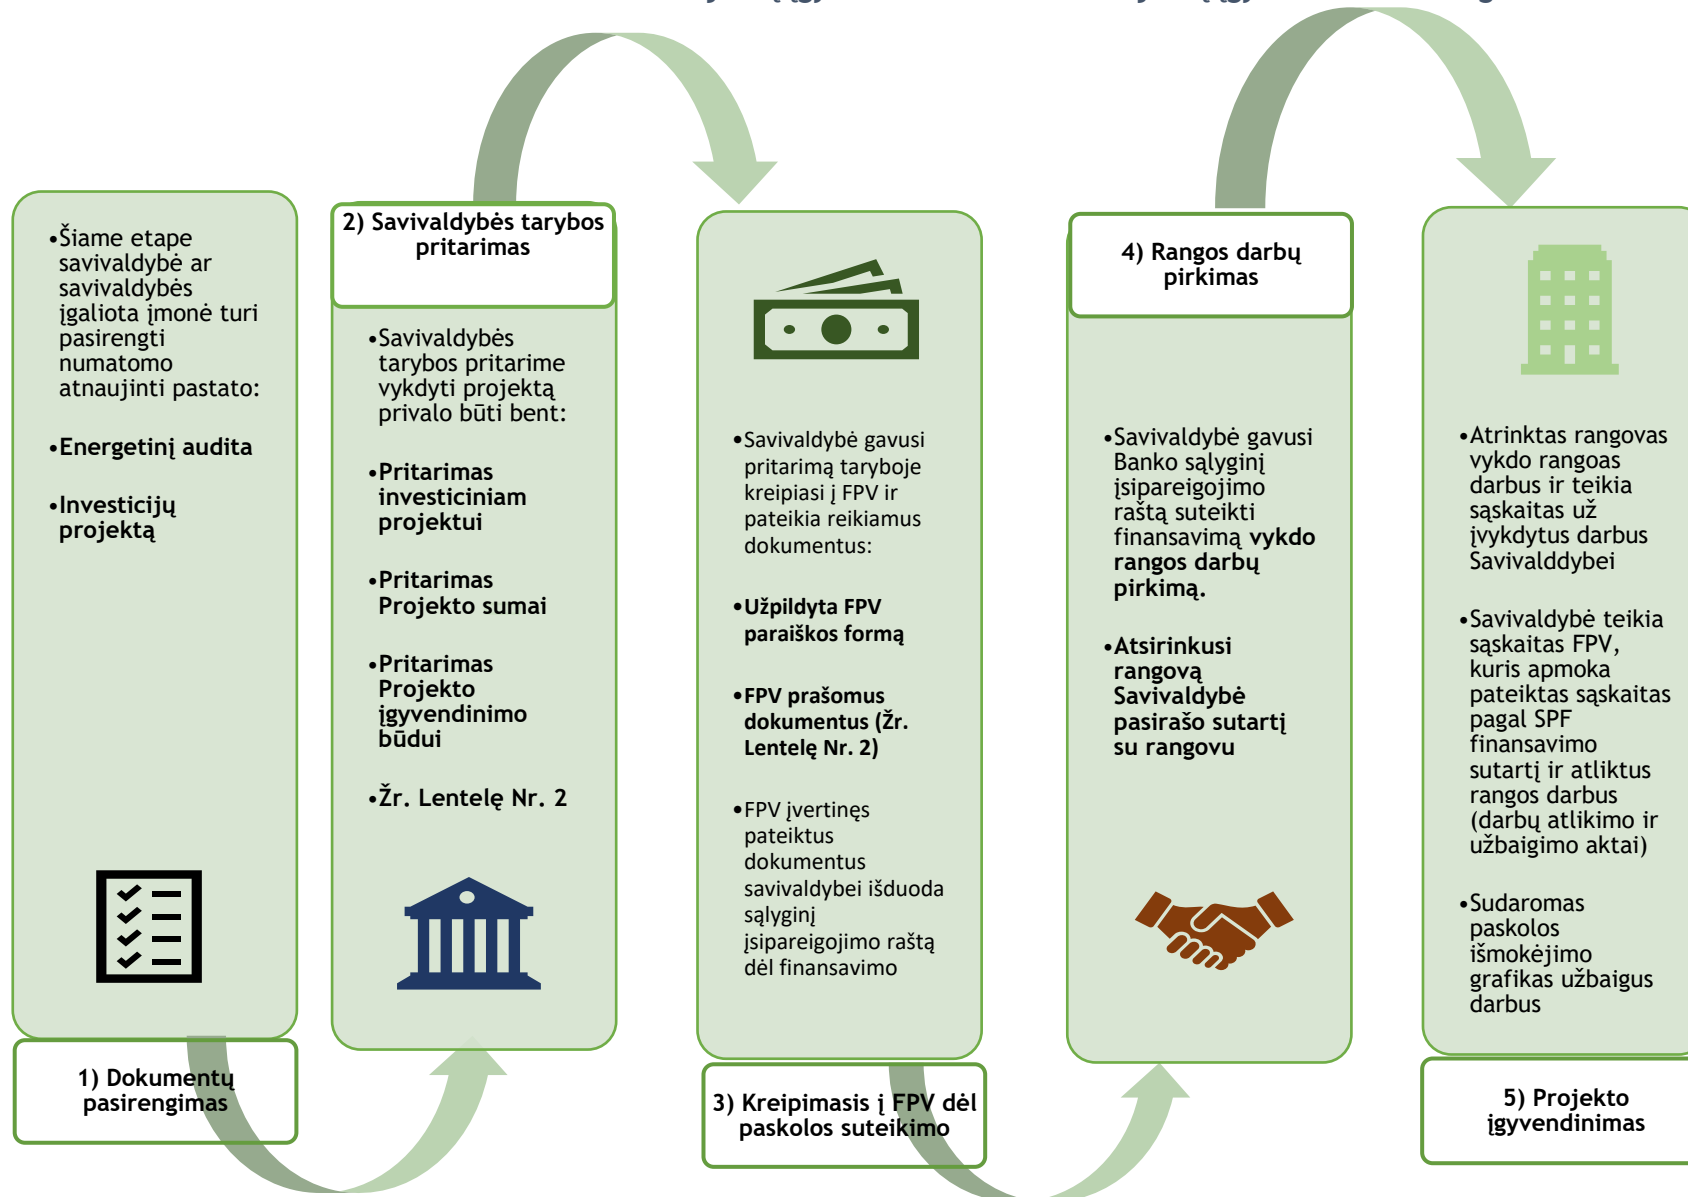 •Šiame etape
savivaldybė ar
savivaldybės
įgaliota įmonė turi
pasirengti
numatomo
atnaujinti pastato:
•Energetinį audita
•Investicijų
projektą
1) Dokumentų
pasirengimas
2) Savivaldybės tarybos
pritarimas
•Savivaldybės
tarybos pritarime
vykdyti projektą
privalo būti bent:
•Pritarimas
investiciniam
projektui
•Pritarimas
Projekto sumai
•Pritarimas
Projekto
įgyvendinimo
būdui
•Žr. Lentelę Nr. 2
•Savivaldybė gavusi
pritarimą taryboje
kreipiasi į FPV ir
pateikia reikiamus
dokumentus:
•Užpildyta FPV
paraiškos formą
•FPV prašomus
dokumentus (Žr.
Lentelę Nr. 2)
•FPV įvertinęs
pateiktus
dokumentus
savivaldybei išduoda
sąlyginį
įsipareigojimo raštą
dėl finansavimo
3) Kreipimasis į FPV dėl
paskolos suteikimo
4) Rangos darbų
pirkimas
•Savivaldybė gavusi
Banko sąlyginį
įsipareigojimo
raštą suteikti
finansavimą vykdo
rangos darbų
pirkimą.
•Atsirinkusi
rangovą
Savivaldybė
pasirašo sutartį
su rangovu
•Atrinktas rangovas
vykdo rangoas
darbus ir teikia
sąskaitas už
įvykdytus darbus
Savivalddybei
•Savivaldybė teikia
sąskaitas FPV,
kuris apmoka
pateiktas sąskaitas
pagal SPF
finansavimo
sutartį ir atliktus
rangos darbus
(darbų atlikimo ir
užbaigimo aktai)
•Sudaromas
paskolos
išmokėjimo
grafikas užbaigus
darbus
5) Projekto
įgyvendinimas